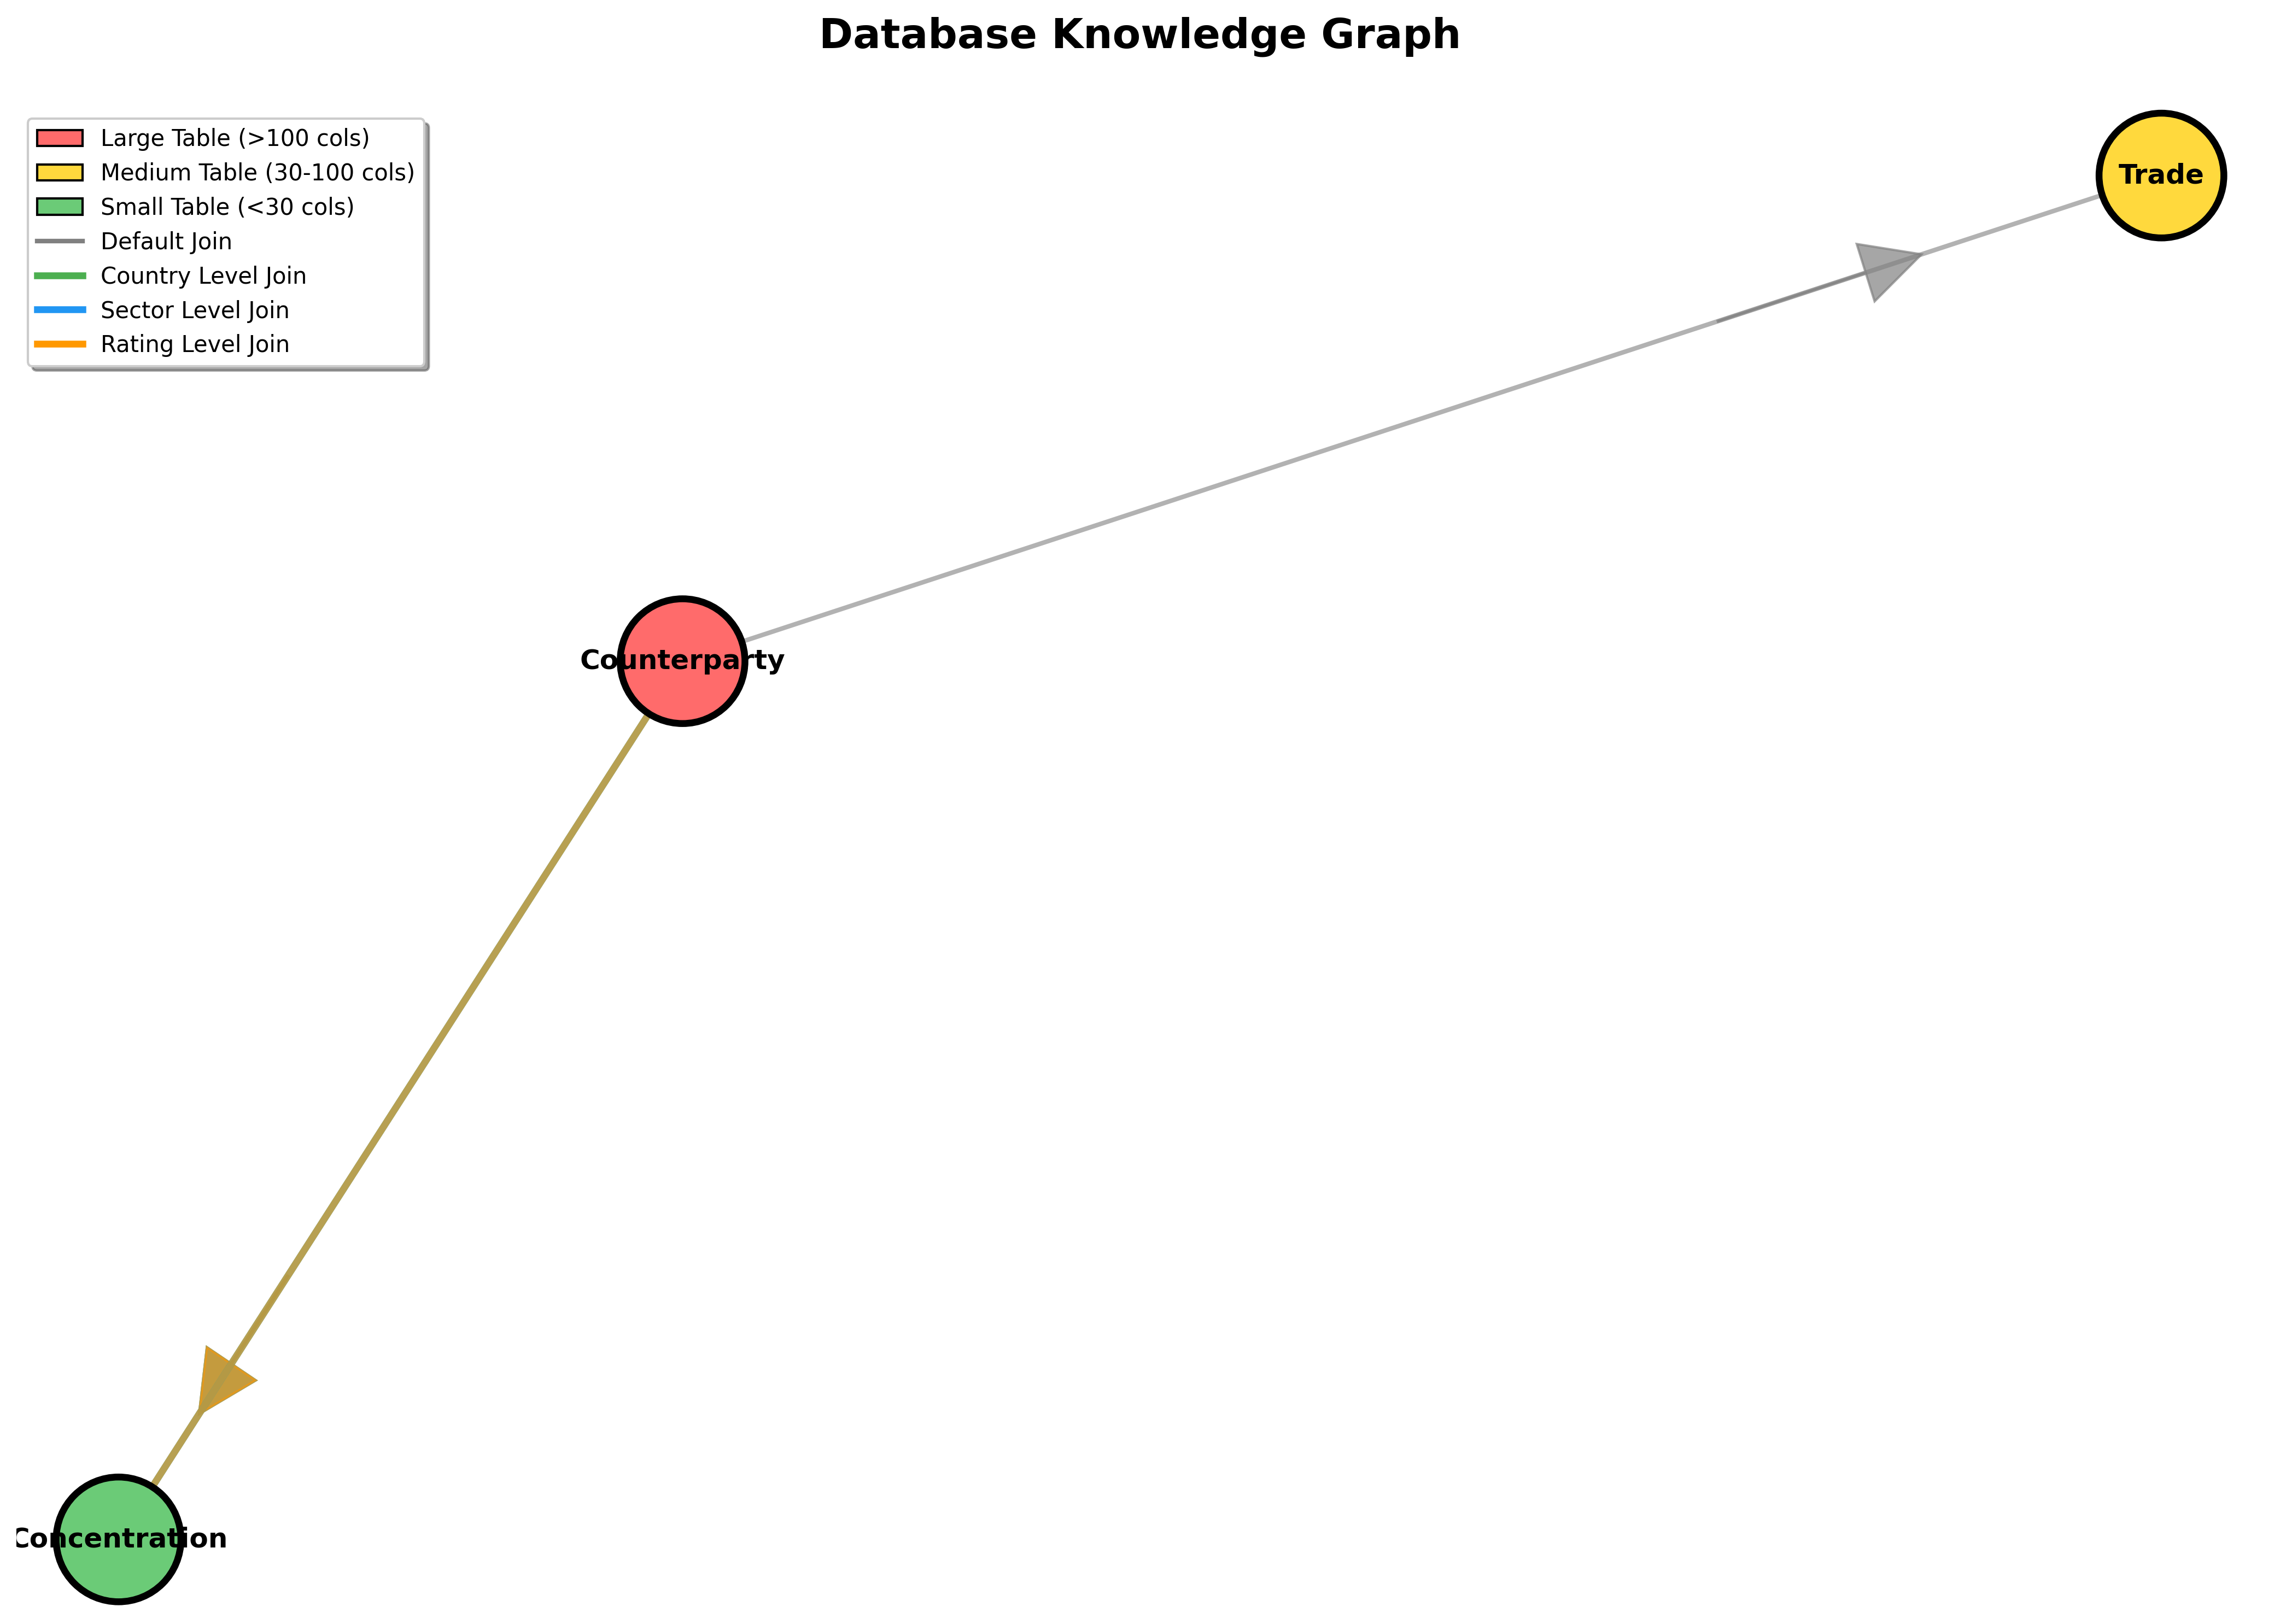 Database Knowledge Graph
Large Table (>100 cols)
Medium Table (30-100 cols)
Small Table (<30 cols)
Default Join
Country Level Join
Sector Level Join
Rating Level Join
Trade
Counterparty
Concentration